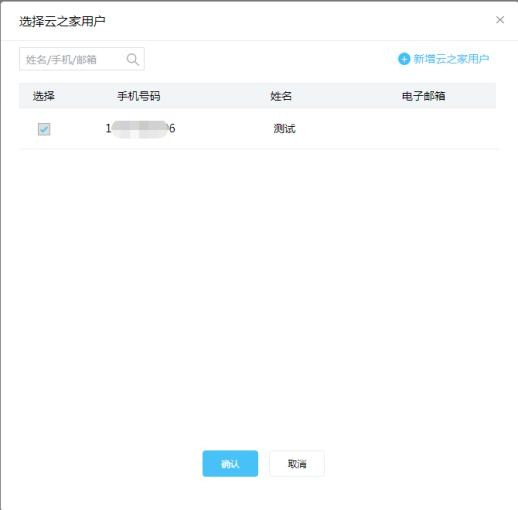 选择云之家用户
姓名/手机/邮箱 新增云之家用户
选择 手机号码 姓名 电子邮箱
1 6 测试
确认 取消